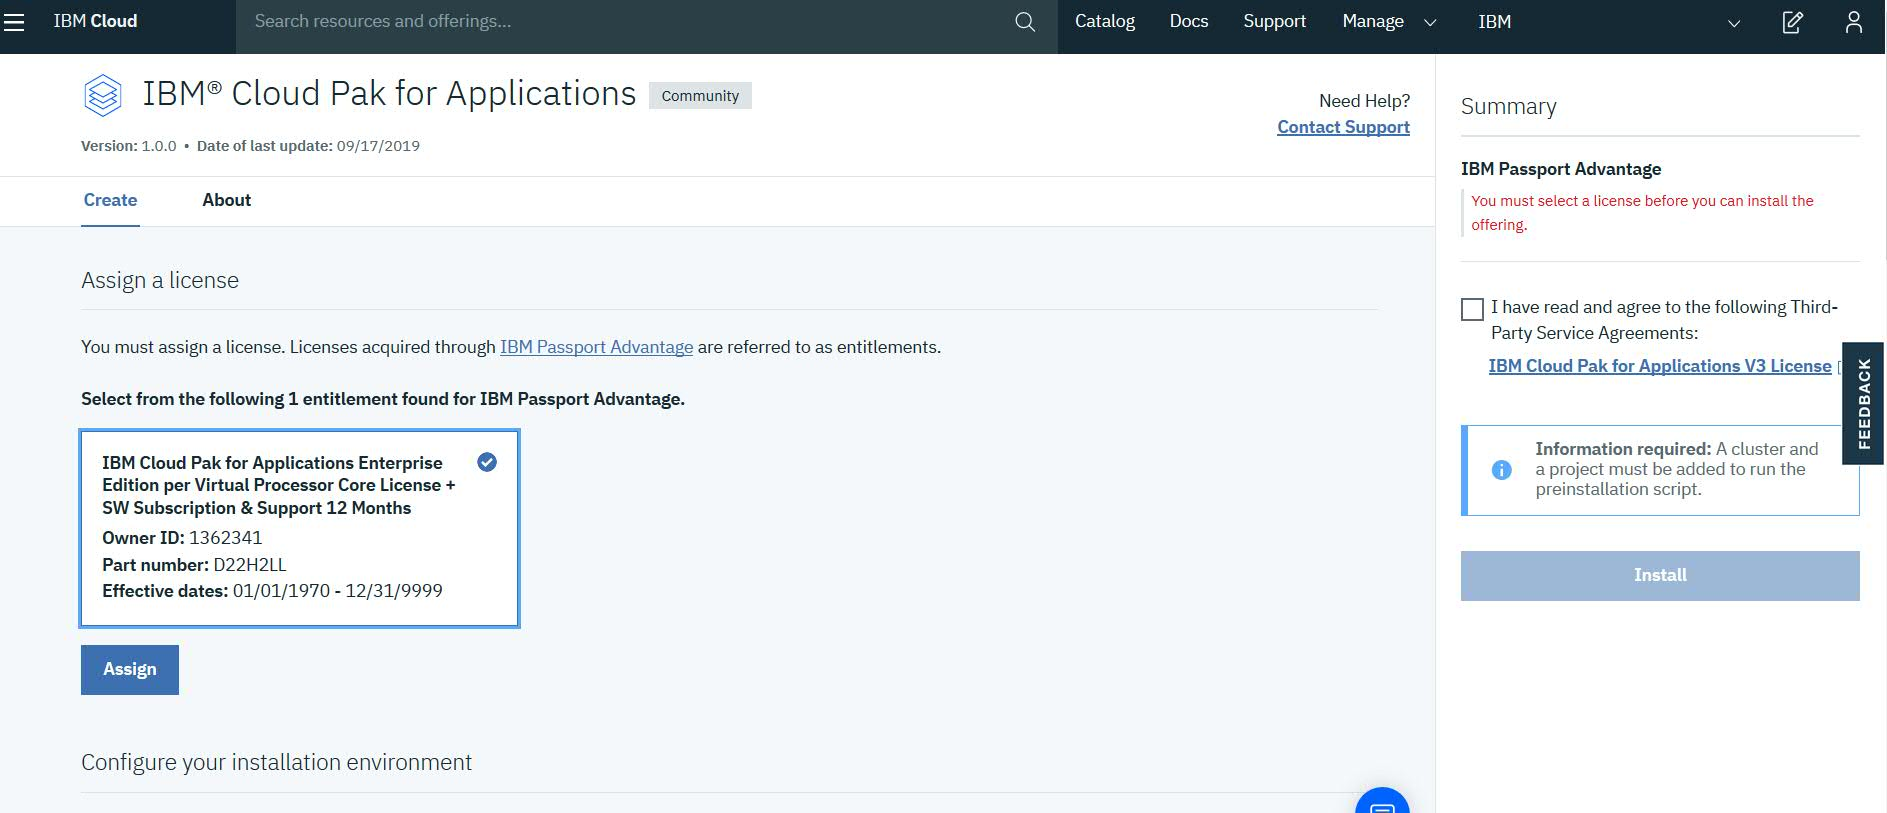 IBM Cloud
Search resources and offerings...
Catalog
Docs
Support
Manage
IBM
IBM® Cloud Pak for Applications
Community
Version: 1.0.0 • Date of last update: 09/17/2019
Need Help?
Contact Support
Create
About
Assign a license
You must assign a license. Licenses acquired through IBM Passport Advantage are referred to as entitlements.
Select from the following 1 entitlement found for IBM Passport Advantage.
IBM Cloud Pak for Applications Enterprise
Edition per Virtual Processor Core License +
SW Subscription & Support 12 Months
Owner ID: 1362341
Part number: D22H2LL
Effective dates: 01/01/1970 - 12/31/9999
Assign
Configure your installation environment
Summary
IBM Passport Advantage
You must select a license before you can install the
offering.
I have read and agree to the following Third-
Party Service Agreements:
IBM Cloud Pak for Applications V3 License
FEEDBACK
Information required: A cluster and
a project must be added to run the
preinstallation script.
Install